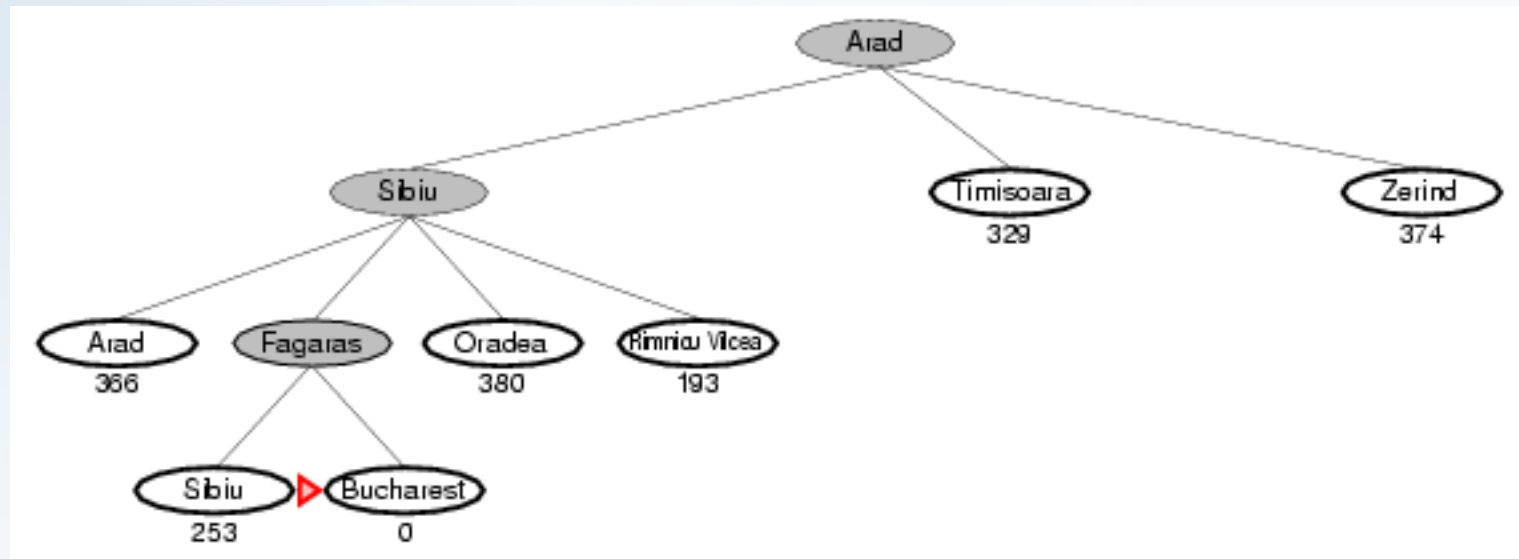 Arad
Sibiu Timisoara Zerind
329 374
Arad Fagaras Oradea Rimnicu Vilcea
366 380 193
Sibiu Bucharest
253 0